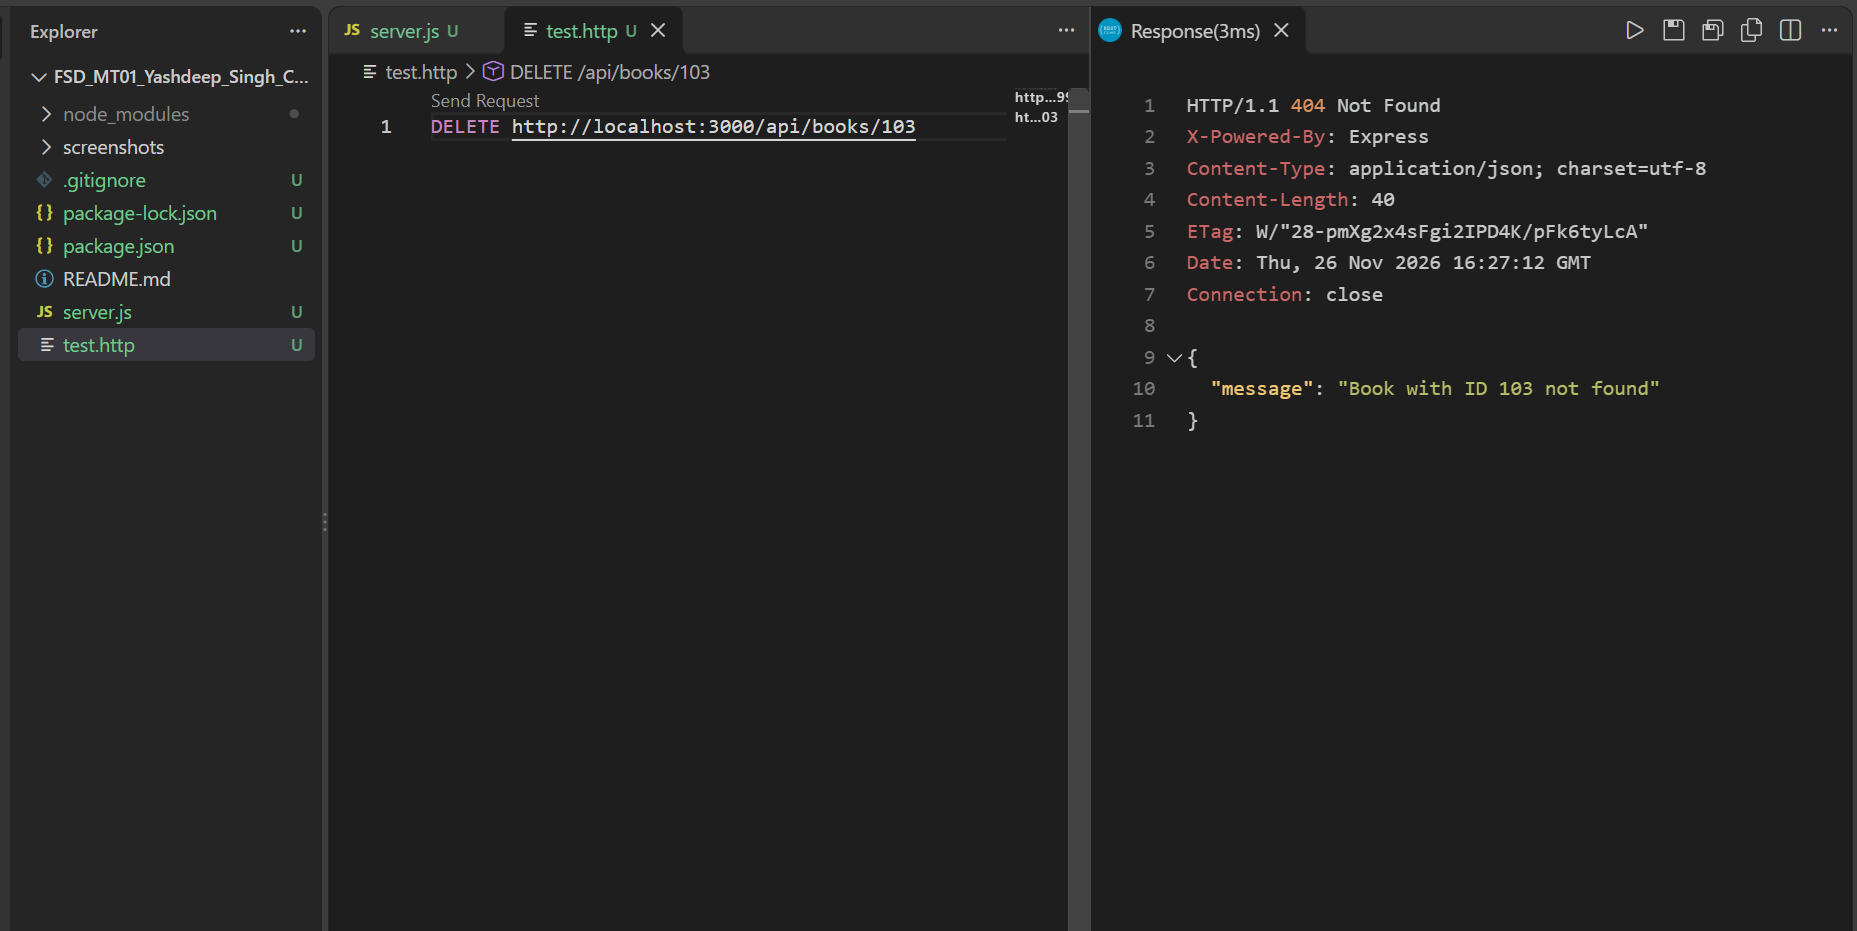 Explorer
FSD_MT01_Yashdeep_Singh_C...
node_modules
screenshots
.gitignore U
package-lock.json U
package.json U
README.md
server.js U
test.http U
JS server.js U
test.http U
test.http > DELETE /api/books/103
Send Request
1 DELETE http://localhost:3000/api/books/103
http...99
ht...03
Response(3ms)
1 HTTP/1.1 404 Not Found
2 X-Powered-By: Express
3 Content-Type: application/json; charset=utf-8
4 Content-Length: 40
5 ETag: W/"28-pmXg2x4sFgi2IPD4K/pFk6tyLcA"
6 Date: Thu, 26 Nov 2026 16:27:12 GMT
7 Connection: close
8
9 {
10 "message": "Book with ID 103 not found"
11 }